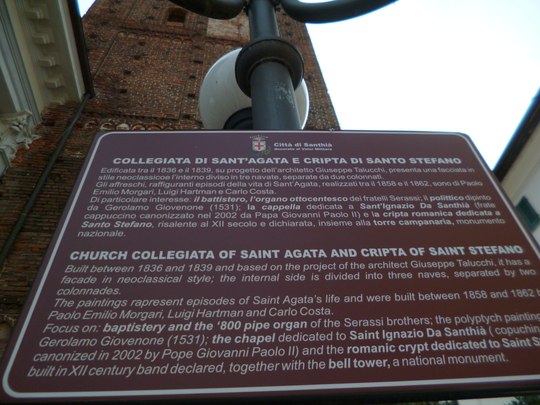 Città di Santhià
COLLEGIATA DI SANT'AGATA E CRIPTA DI SANTO STEFANO
Edificata tra il 1836 e il 1839, su progetto dell'architetto Giuseppe Talucchi, presenta una facciata in
stile neoclassicoe l'interno diviso in tre navate, separate da due colonnati.
Gli affreschi, raffiguranti episodi della vita di Sant'Agata, realizzati tra il 1858 e il 1862, sono di Paolo
Emilio Morgari, Luigi Hartman e Carlo Costa.
Di particolare interesse: il battistero, l'organo ottocentesco dei fratelli Serassi, il polittico dipinto
da Gerolamo Giovenone (1531); la cappella dedicata a Sant'Ignazio Da Santhià (frate
cappuccino canonizzato nel 2002 da Papa Giovanni Paolo II) e la cripta romanica dedicata a
Santo Stefano, risalente al XII secolo e dichiarata, insieme alla torre campanaria, monumento
nazionale.
CHURCH COLLEGIATA OF SAINT AGATA AND CRIPTA OF SAINT STEFANO
Built between 1836 and 1839 and based on the project of the architect Giuseppe Talucchi, it has a
facade in neoclassical style; the internal side is divided into three naves, separated by two
colonnades.
The paintings rapresent episodes of Saint Agata's life and were built between 1858 and 1862 b
Paolo Emilio Morgari, Luigi Hartman and Carlo Costa.
Focus on: baptistery and the '800 pipe organ of the Serassi brothers; the polyptych painting
Gerolamo Giovenone (1531); the chapel dedicated to Saint Ignazio Da Santhià (copuchin
canonized in 2002 by Pope Giovanni Paolo II) and the romanic crypt dedicated to Saint S
built in XII century band declared, together with the bell tower, a national monument.